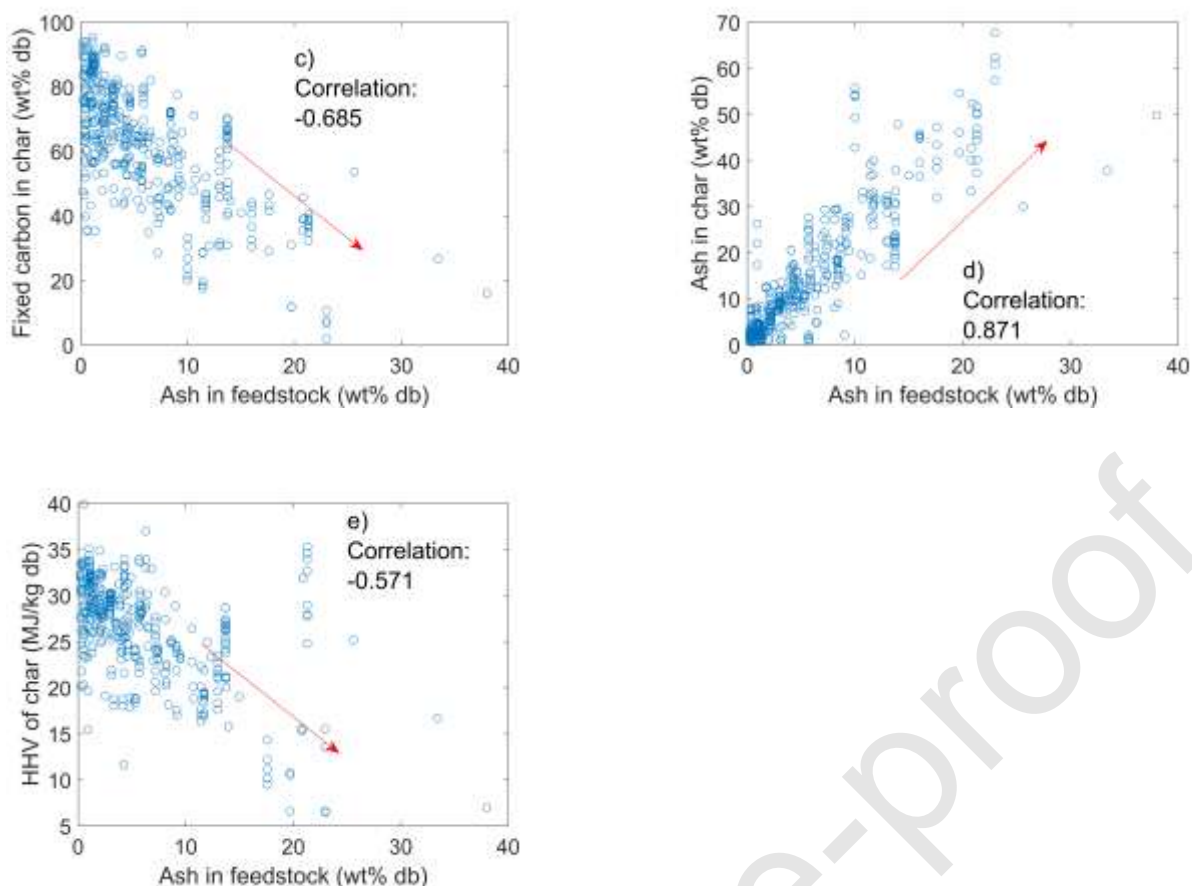 100
80
60
40
20
0
Fixed carbon in char (wt% db)
c)
Correlation:
-0.685
0 10 20 30 40
Ash in feedstock (wt% db)
70
60
50
40
30
20
10
0
Ash in char (wt% db)
d)
Correlation:
0.871
0 10 20 30 40
Ash in feedstock (wt% db)
40
35
30
25
20
15
10
5
HHV of char (MJ/kg db)
e)
Correlation:
-0.571
0 10 20 30 40
Ash in feedstock (wt% db)
e-proof